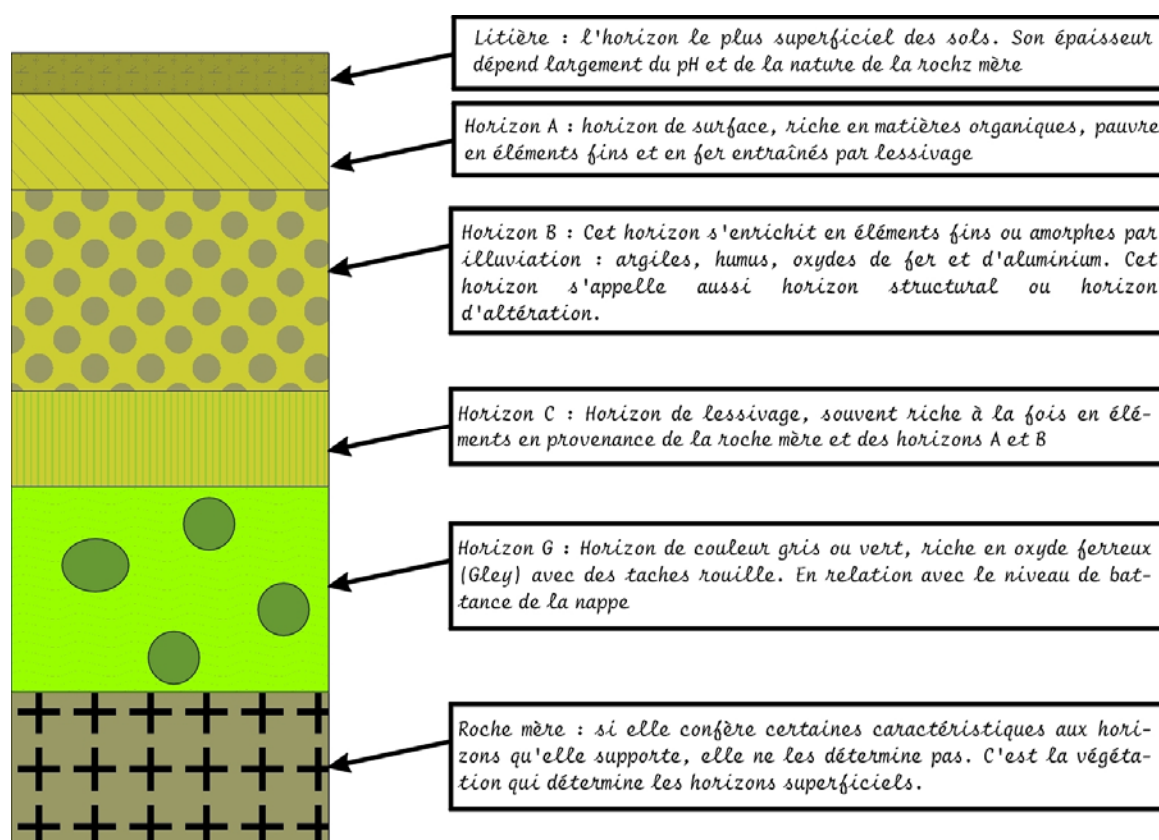 Litière : l'horizon le plus superficiel des sols. Son épaisseur
dépend largement du pH et de la nature de la rochz mère
Horizon A : horizon de surface, riche en matières organiques, pauvre
en éléments fins et en fer entraînés par lessivage
Horizon B : Cet horizon s'enrichit en éléments fins ou amorphes par
illuviation : argiles, humus, oxydes de fer et d'aluminium. Cet
horizon s'appelle aussi horizon structural ou horizon
d'altération.
Horizon C : Horizon de lessivage, souvent riche à la fois en élé-
ments en provenance de la roche mère et des horizons A et B
Horizon G : Horizon de couleur gris ou vert, riche en oxyde ferreux
(Gley) avec des taches rouille. En relation avec le niveau de bat-
tance de la nappe
Roche mère : si elle confère certaines caractéristiques aux hori-
zons qu'elle supporte, elle ne les détermine pas. C'est la végéta-
tion qui détermine les horizons superficiels.